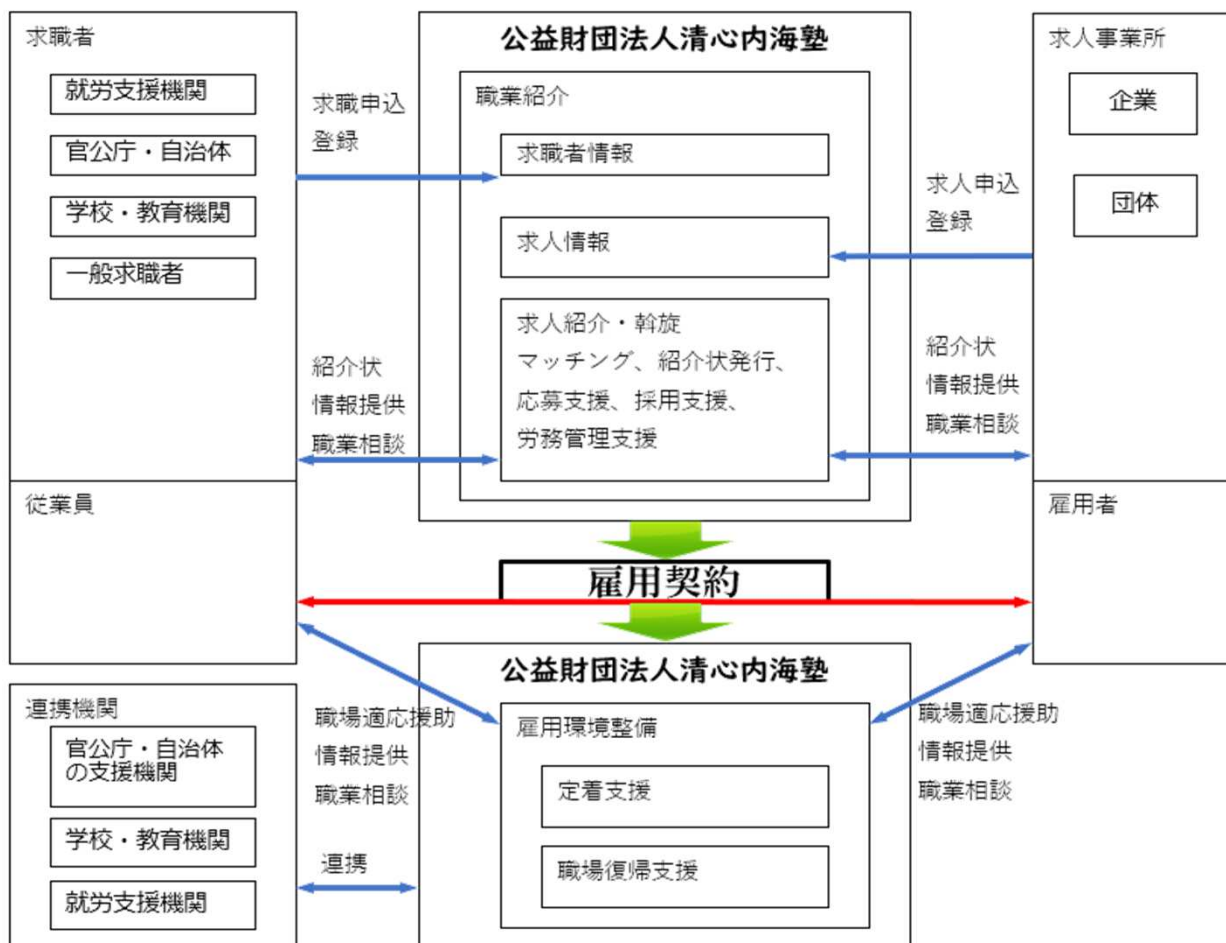 求職者
就労支援機関
官公庁・自治体
学校・教育機関
一般求職者
求職申込
登録
紹介状
情報提供
職業相談
公益財団法人清心内海塾
職業紹介
求職者情報
求人情報
求人紹介・斡旋
マッチング、紹介状発行、
応募支援、採用支援、
労務管理支援
求人事業所
企業
団体
求人申込
登録
紹介状
情報提供
職業相談
従業員
雇用者
雇用契約
公益財団法人清心内海塾
雇用環境整備
定着支援
職場復帰支援
職場適応援助
情報提供
職業相談
職場適応援助
情報提供
職業相談
連携機関
官公庁・自治体
の支援機関
学校・教育機関
就労支援機関
連携